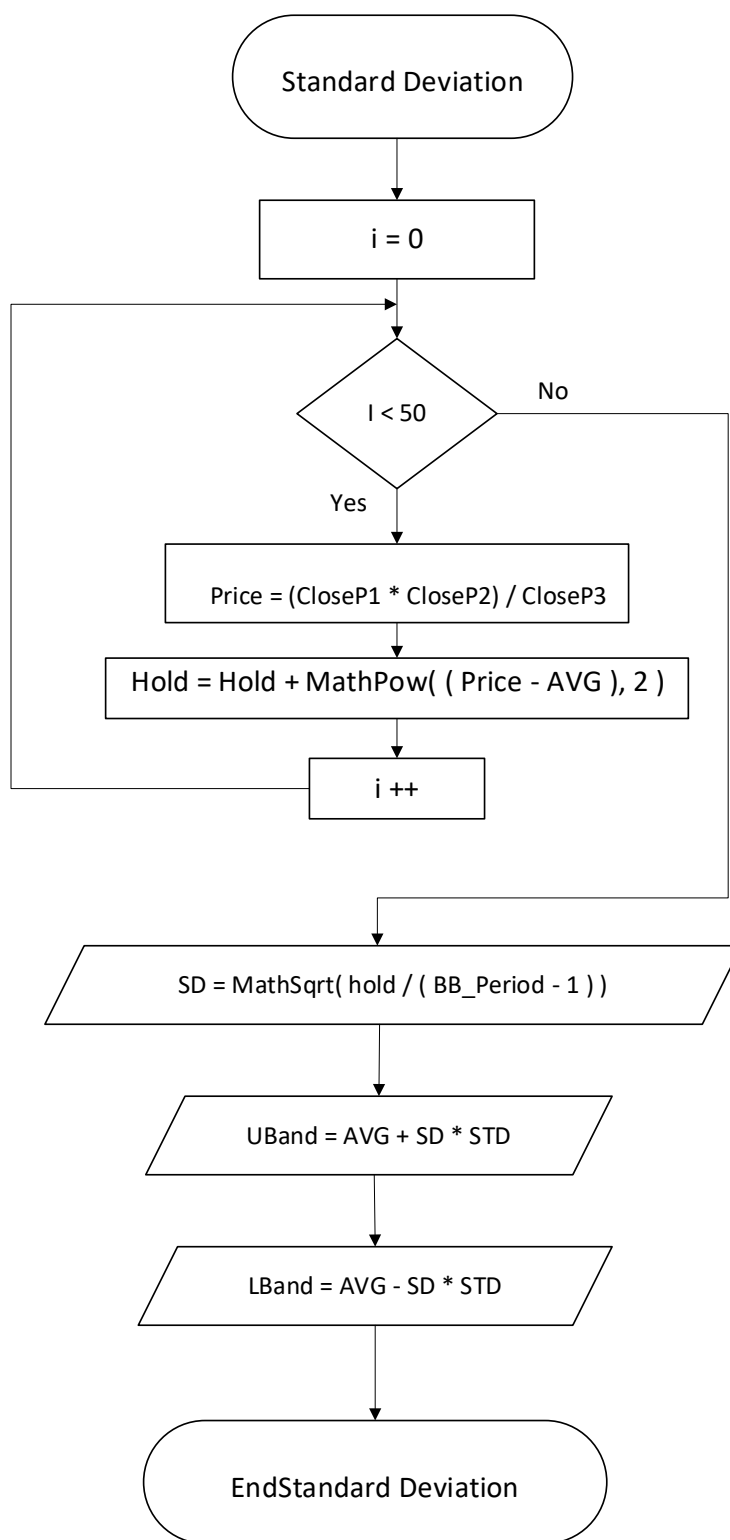 Standard Deviation
i = 0
I < 50
No
Yes
Price = (CloseP1 * CloseP2) / CloseP3
Hold = Hold + MathPow( ( Price - AVG ), 2 )
i ++
SD = MathSqrt( hold / ( BB_Period - 1 ) )
UBand = AVG + SD * STD
LBand = AVG - SD * STD
EndStandard Deviation